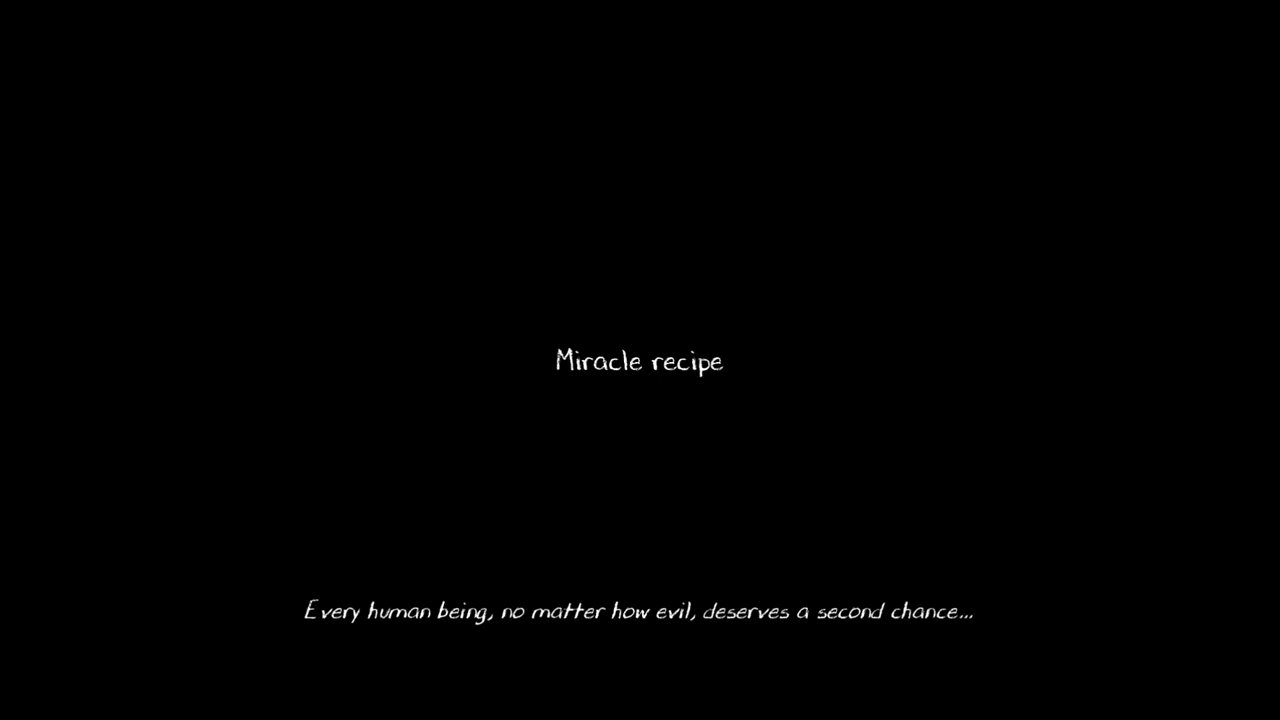 Miracle recipe
Every human being, no matter how evil, deserves a second chance...